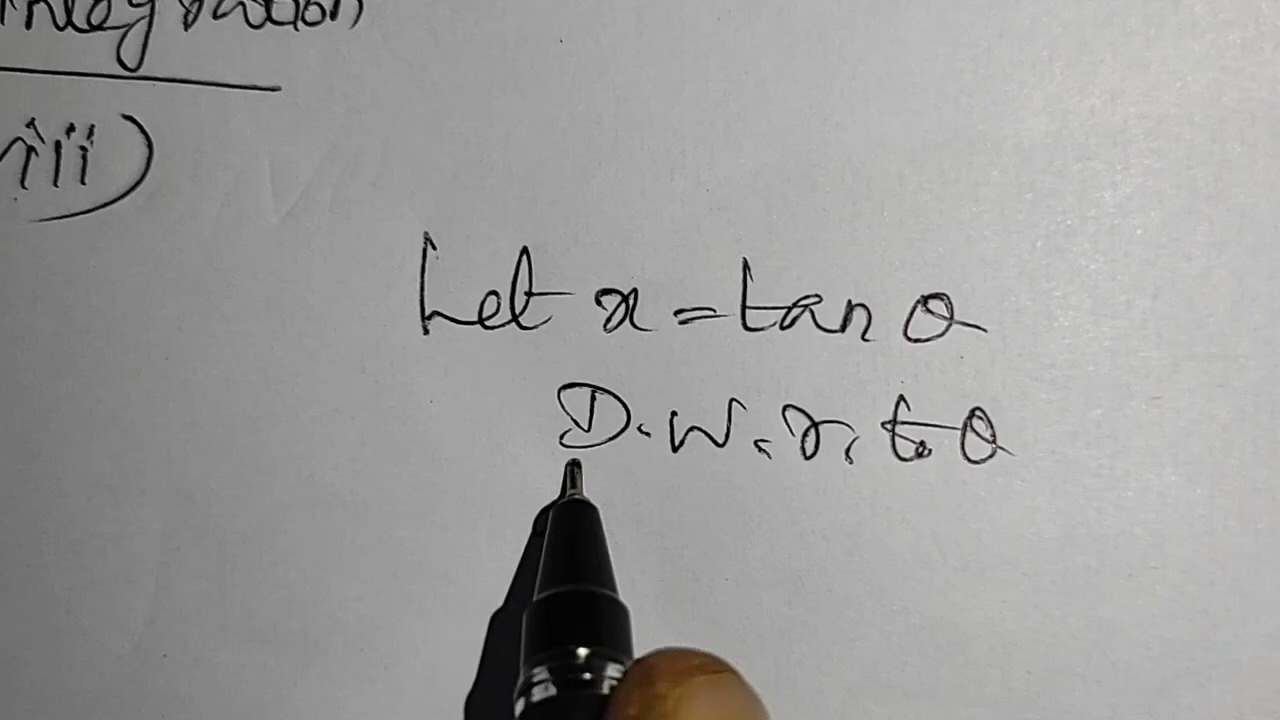 Integration
iii)
Let x = tan θ
D. w. r. to θ